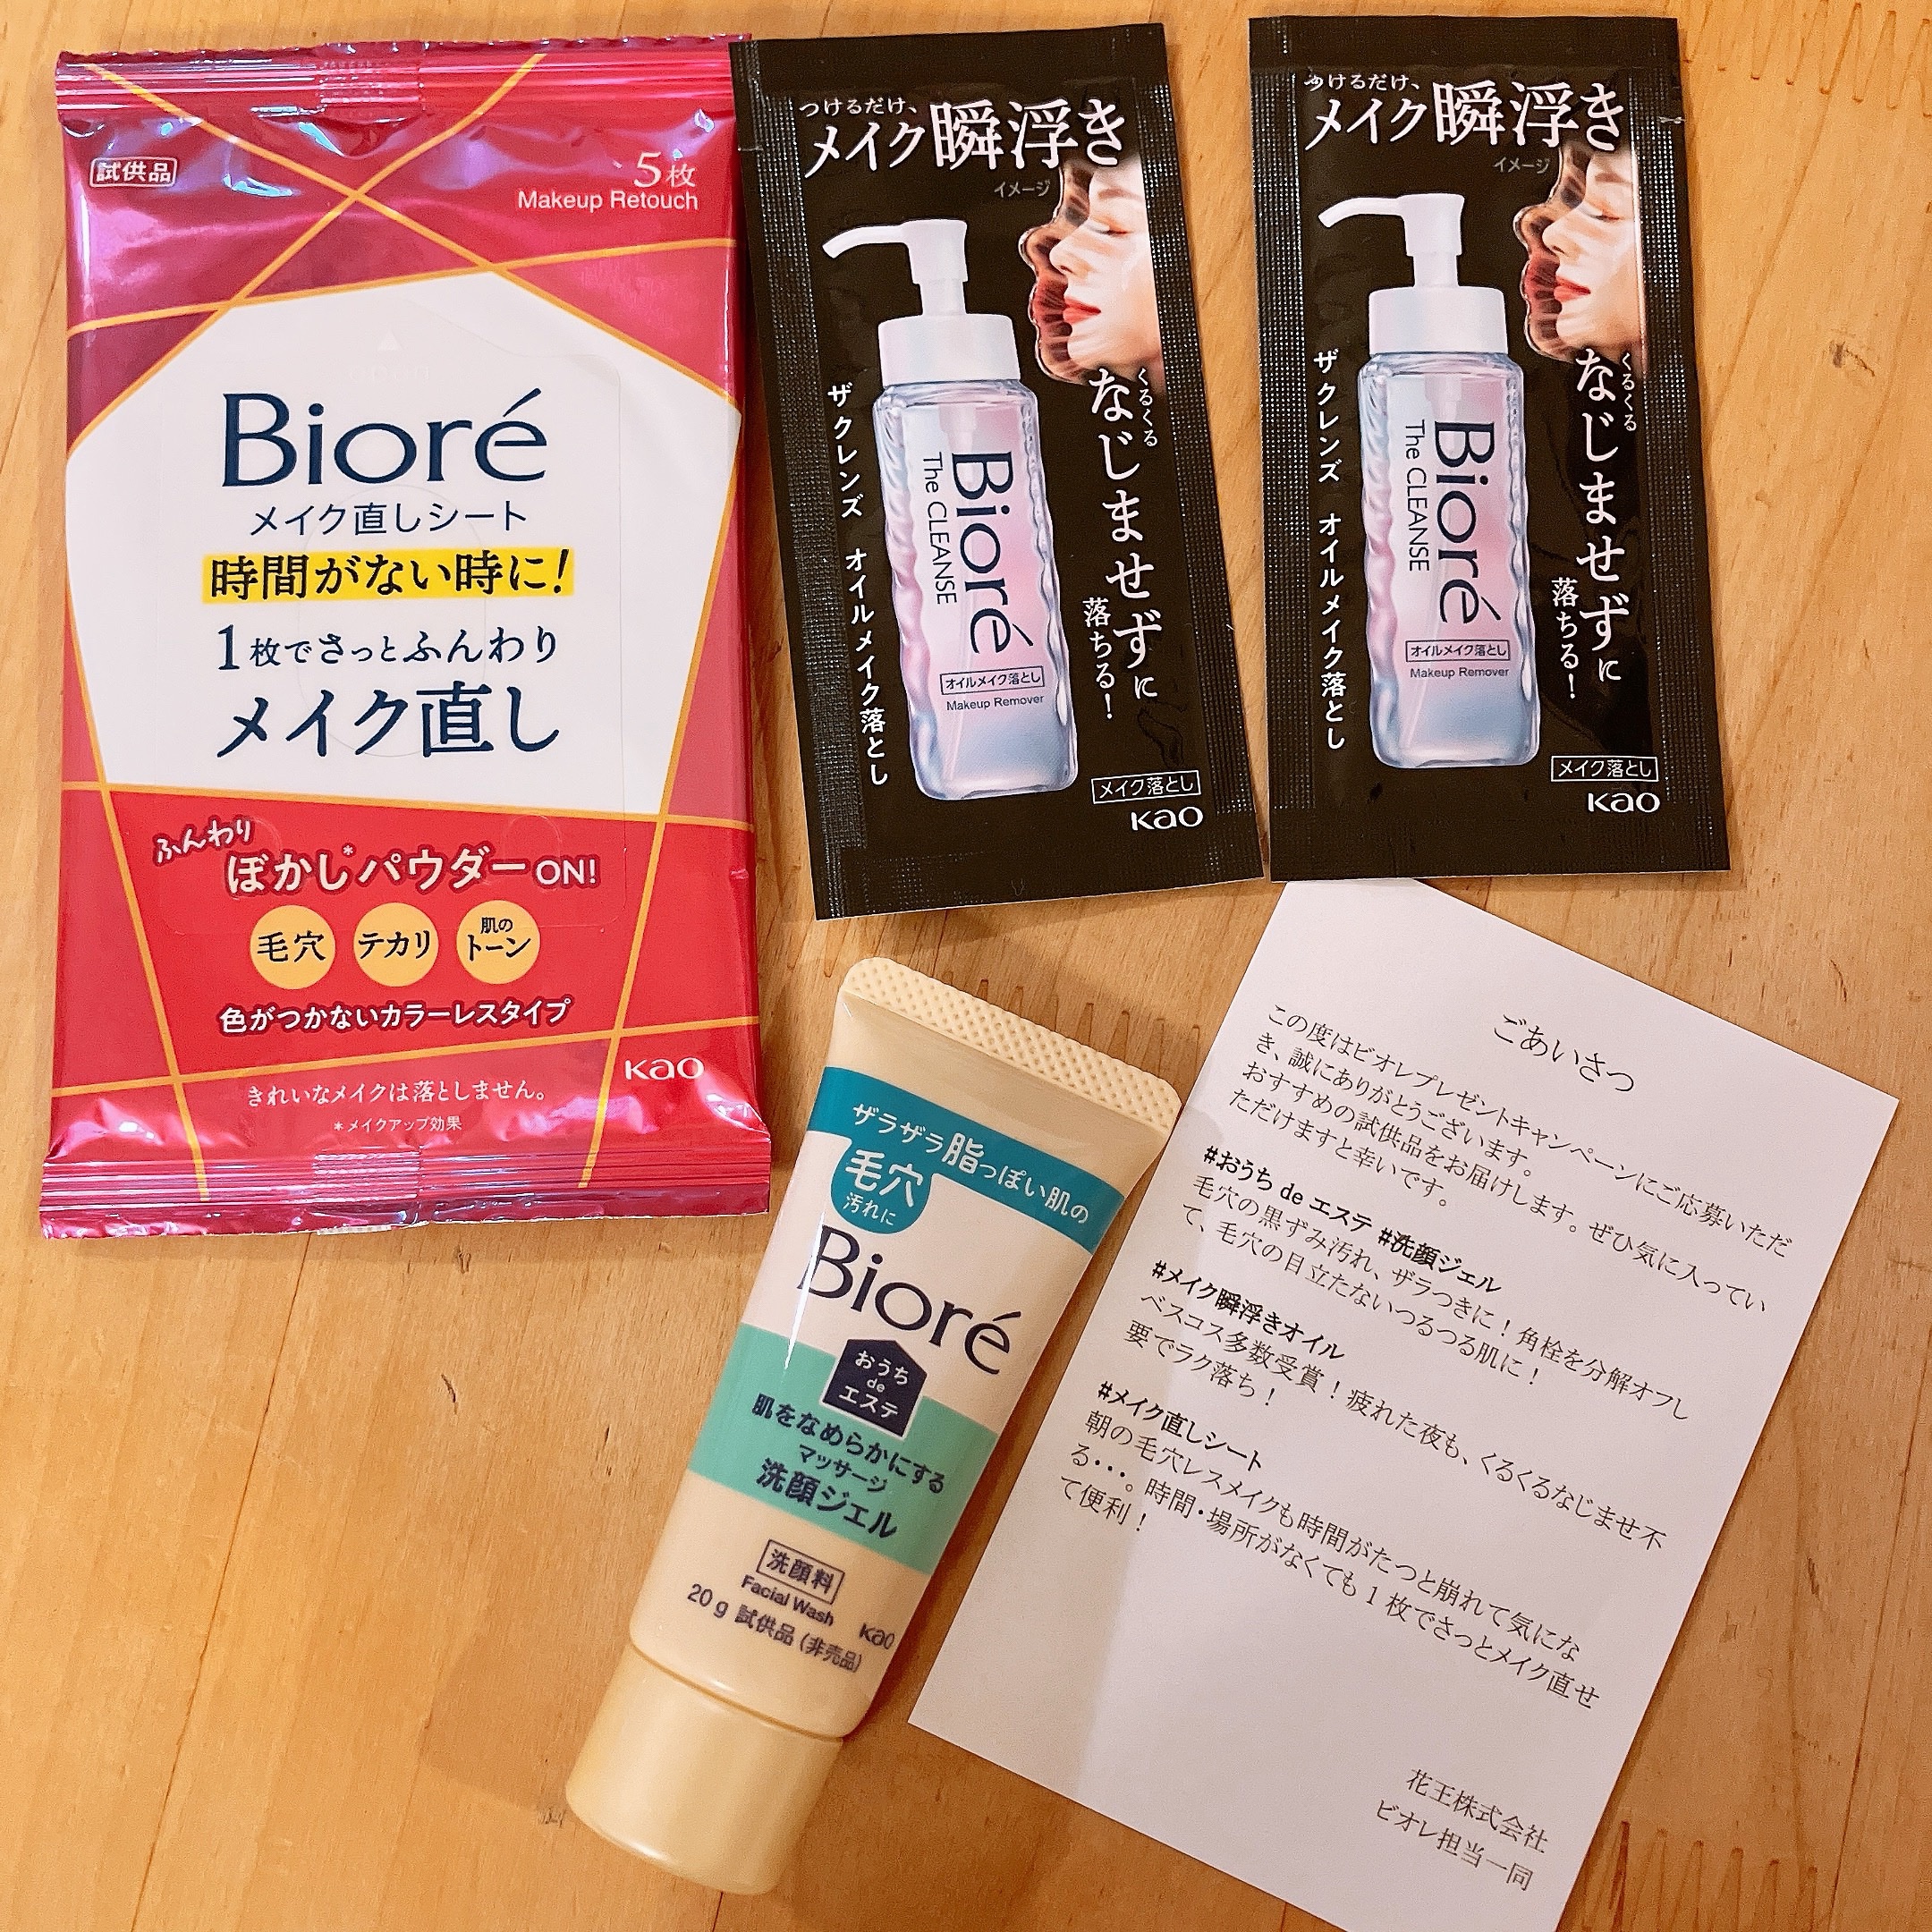 試供品
5枚
Makeup Retouch
Bioré
メイク直しシート
時間がない時に!
1枚でさっとふんわり
メイク直し
ふんわり
ぼかし*パウダーON!
毛穴
テカリ
肌の
トーン
色がつかないカラーレスタイプ
Kao
きれいなメイクは落としません。
*メイクアップ効果
つけるだけ、
メイク瞬浮き
イメージ
くるくる
なじませずに
落ちる!
Bioré
The CLEANSE
オイルメイク落とし
Makeup Remover
ザクレンズ オイルメイク落とし
メイク落とし
Kao
つけるだけ、
メイク瞬浮き
イメージ
くるくる
なじませずに
落ちる!
Bioré
The CLEANSE
オイルメイク落とし
Makeup Remover
ザクレンズ オイルメイク落とし
メイク落とし
Kao
ザラザラ脂っぽい肌の
毛穴
汚れに
Bioré
おうち
de
エステ
肌をなめらかにする
マッサージ
洗顔ジェル
洗顔料
Facial Wash
Kao
20g 試供品(非売品)
ごあいさつ
この度はビオレプレゼントキャンペーンにご応募いただ
き、誠にありがとうございます。
おすすめの試供品をお届けします。ぜひ気に入ってい
ただけますと幸いです。
#おうち de エステ #洗顔ジェル
毛穴の黒ずみ汚れ、ザラつきに!角栓を分解オフし
て、毛穴の目立たないつるつる肌に!
#メイク瞬浮きオイル
ベスコス多数受賞!疲れた夜も、くるくるなじませ不
要でラク落ち!
#メイク直しシート
朝の毛穴レスメイクも時間がたつと崩れて気にな
る・・・。時間・場所がなくても 1 枚でさっとメイク直せ
て便利!
花王株式会社
ビオレ担当一同